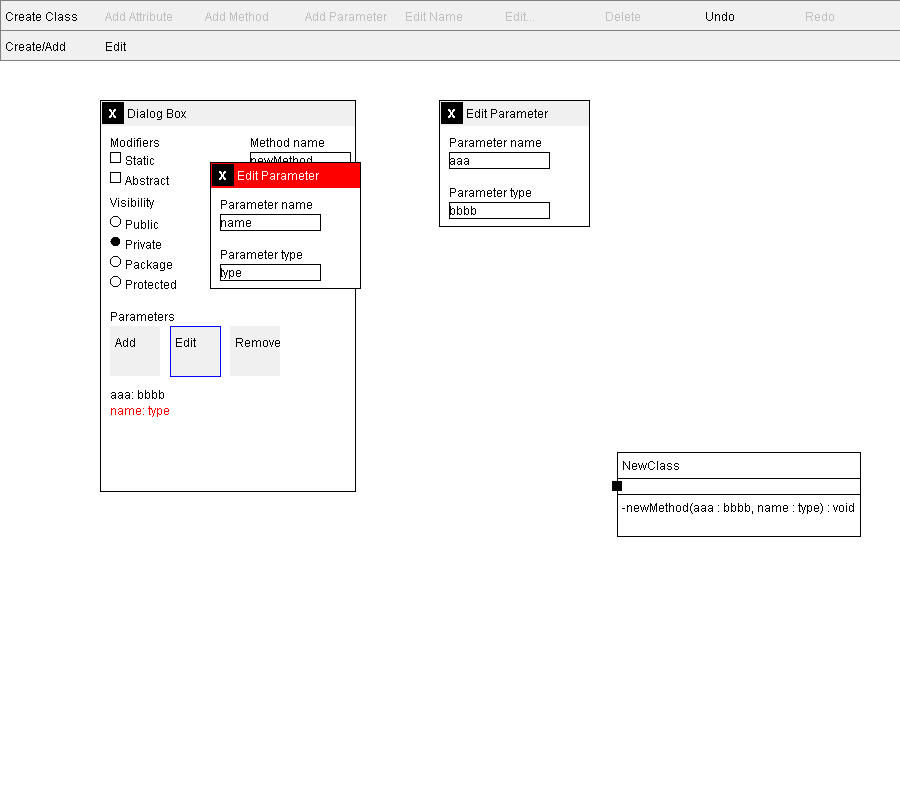 Create Class Add Attribute Add Method Add Parameter Edit Name Edit... Delete Undo Redo
Create/Add Edit
X Dialog Box
Modifiers
Static
Abstract
Visibility
Public
Private
Package
Protected
Method name
newMethod
X Edit Parameter
Parameter name
name
Parameter type
type
Parameters
Add Edit Remove
aaa: bbbb
name: type
X Edit Parameter
Parameter name
aaa
Parameter type
bbbb
NewClass
-newMethod(aaa : bbbb, name : type) : void